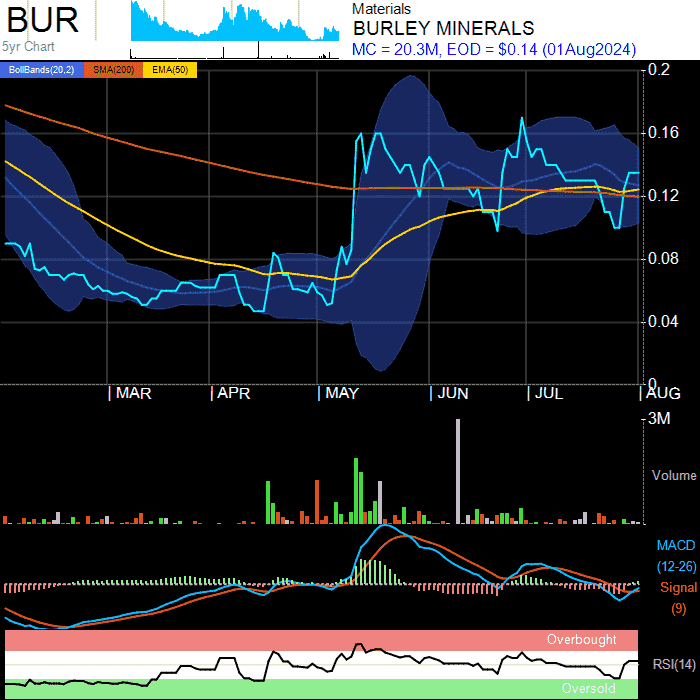 BUR
5yr Chart
Materials
BURLEY MINERALS
MC = 20.3M, EOD = $0.14 (01Aug2024)
BollBands(20,2) SMA(200) EMA(50)
0.2
0.16
0.12
0.08
0.04
0
MAR APR MAY JUN JUL AUG
3M
Volume
MACD
(12-26)
Signal
(9)
Overbought
RSI(14)
Oversold